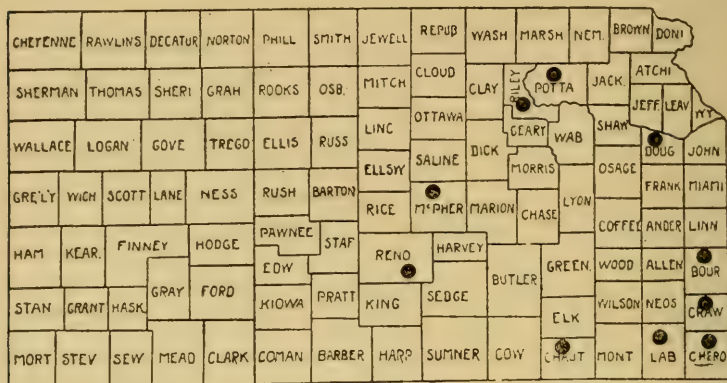 CHEYENNE RAWLINS DECATUR NORTON PHILL SMITH JEWELL REPUB WASH MARSH NEM. BROWN DONI
SHERMAN THOMAS SHERI GRAH ROOKS OSB. MITCH CLOUD CLAY RILEY POTTA JACK. ATCHI
JEFF LEAV WY
WALLACE LOGAN GOVE TREGO ELLIS RUSS LINC OTTAWA DICK GEARY WAB SHAW DOUG JOHN
ELLSW SALINE MORRIS OSAGE FRANK MIAMI
GRE'LY WICH SCOTT LANE NESS RUSH BARTON RICE McPHER MARION CHASE LYON COFFEE ANDER LINN
HAM KEAR. FINNEY HODGE PAWNEE STAF RENO HARVEY BUTLER GREEN. WOOD ALLEN BOUR
EDW
STAN GRANT HASK. GRAY FORD KIOWA PRATT KING SEDGE ELK WILSON NEOS CRAW
MORT STEV SEW MEAD CLARK COMAN BARBER HARP SUMNER COW CHAUT MONT LAB CHERO